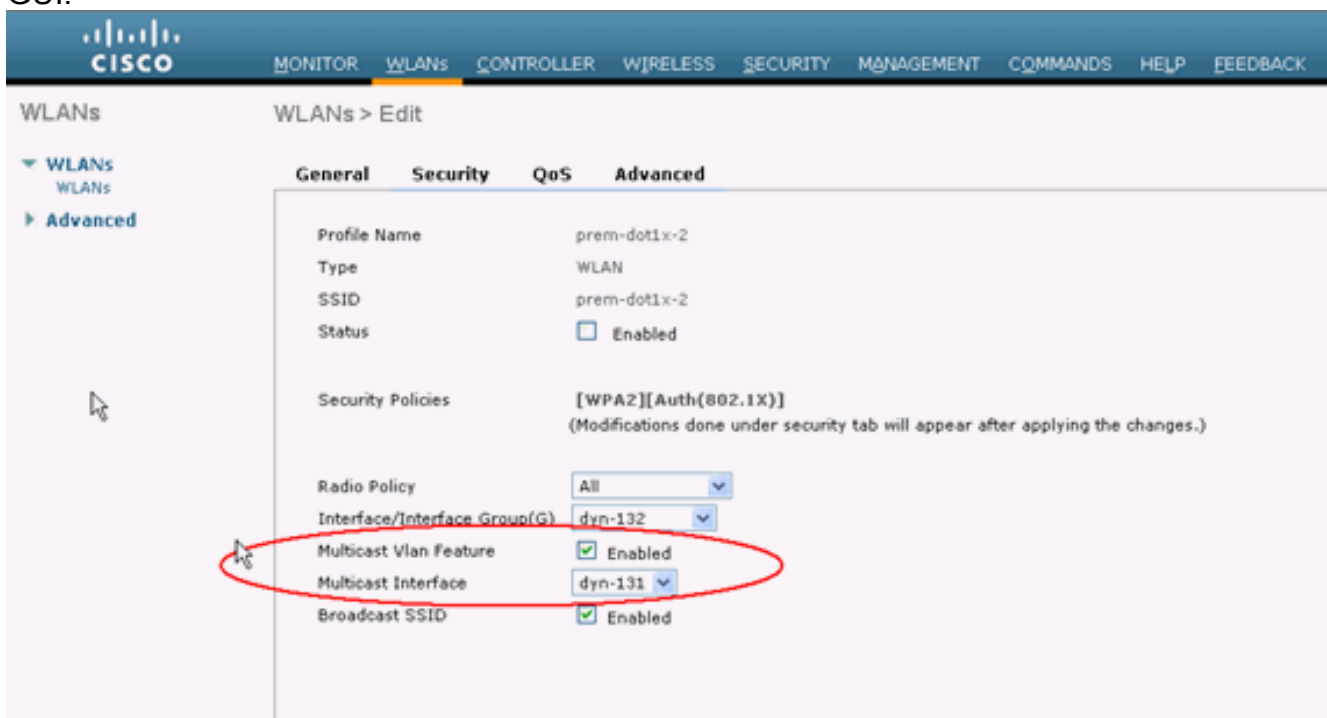 GUI:
CISCO
MONITOR WLANs CONTROLLER WIRELESS SECURITY MANAGEMENT COMMANDS HELP FEEDBACK
WLANs
WLANs
WLANs
Advanced
WLANs > Edit
General Security QoS Advanced
Profile Name prem-dot1x-2
Type WLAN
SSID prem-dot1x-2
Status Enabled
Security Policies [WPA2][Auth(802.1X)]
(Modifications done under security tab will appear after applying the changes.)
Radio Policy All
Interface/Interface Group(G) dyn-132
Multicast Vlan Feature Enabled
Multicast Interface dyn-131
Broadcast SSID Enabled